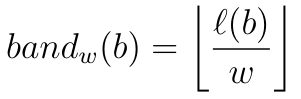 band_w(b) = ⌊ℓ(b)/w⌋